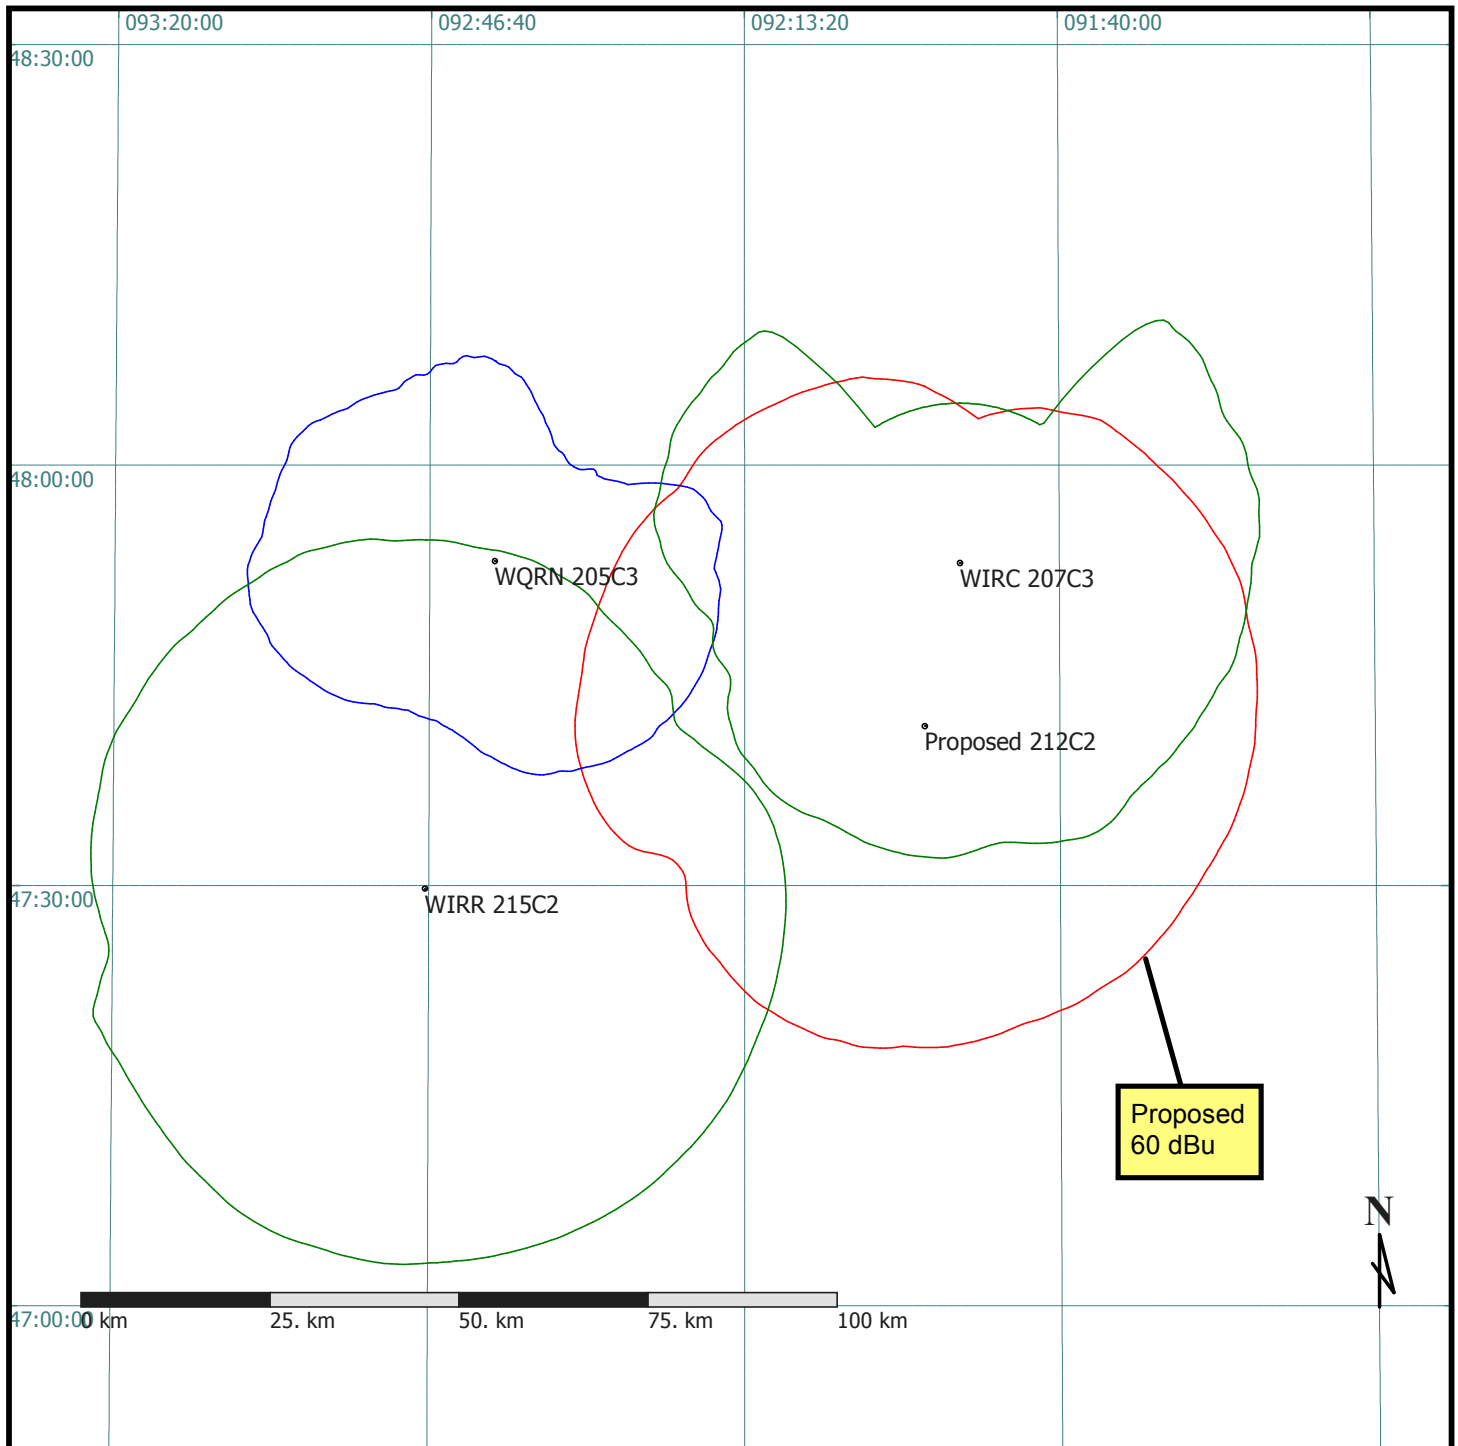 093:20:00
092:46:40
092:13:20
091:40:00
48:30:00
48:00:00
WQRN 205C3
WIRC 207C3
Proposed 212C2
47:30:00
WIRR 215C2
Proposed
60 dBu
N
47:00:00
0 km
25. km
50. km
75. km
100 km